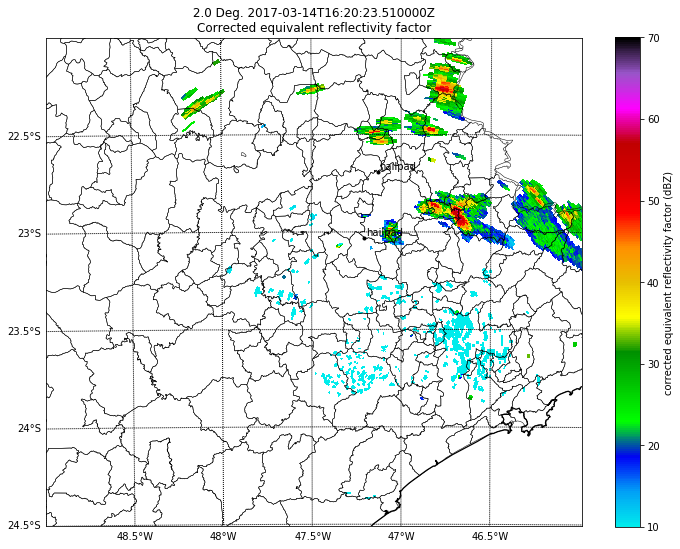 2.0 Deg. 2017-03-14T16:20:23.510000Z
Corrected equivalent reflectivity factor
70
60
50
40
30
20
10
corrected equivalent reflectivity factor (dBZ)
22.5°S
23°S
23.5°S
24°S
24.5°S
hailpad
hailpad
48.5°W
48°W
47.5°W
47°W
46.5°W